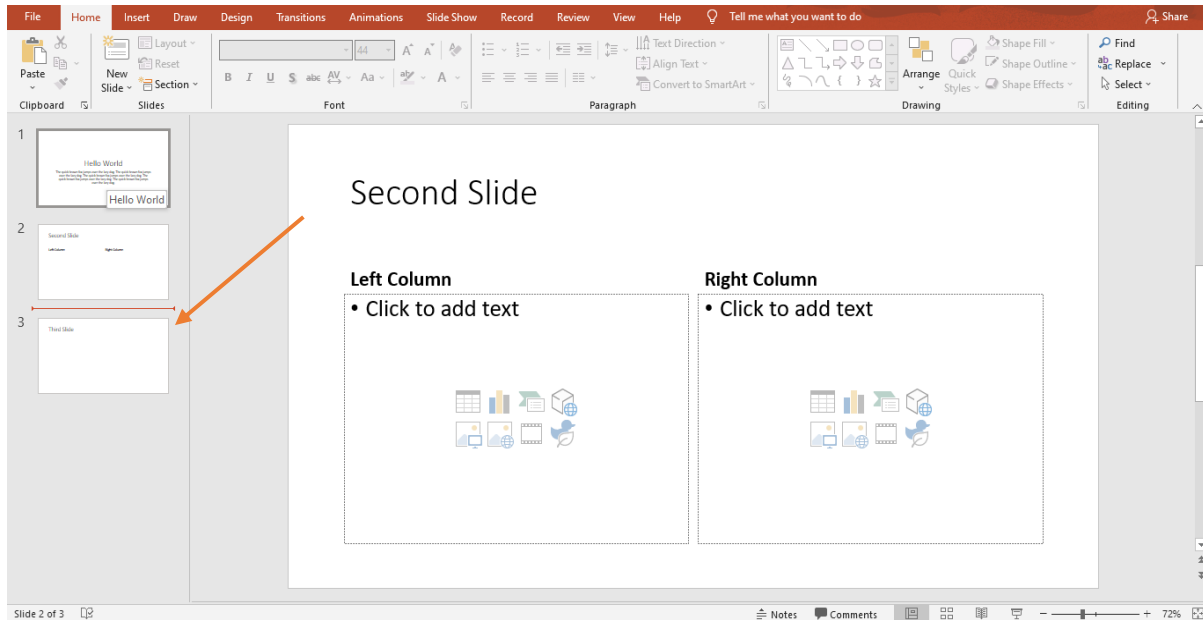 File Home Insert Draw Design Transitions Animations Slide Show Record Review View Help Tell me what you want to do Share
Paste
Clipboard
New Slide
Layout
Reset
Section
Slides
44 A A
B I U S abc AV Aa A
Font
Text Direction
Align Text
Convert to SmartArt
Paragraph
Arrange
Quick Styles
Shape Fill
Shape Outline
Shape Effects
Drawing
Find
Replace
Select
Editing
1
Hello World
Hello World
2
Second Slide
Left Column Right Column
3
Third Slide
Second Slide
Left Column
• Click to add text
Right Column
• Click to add text
Slide 2 of 3 Notes Comments 72%